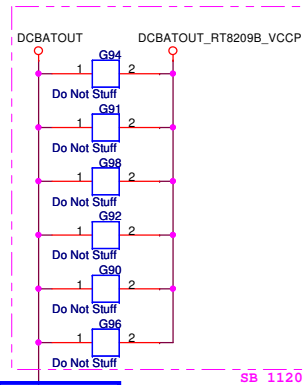 DCBATOUT DCBATOUT_RT8209B_VCCP
G94
1 2
Do Not Stuff
G91
1 2
Do Not Stuff
G98
1 2
Do Not Stuff
G92
1 2
Do Not Stuff
G90
1 2
Do Not Stuff
G96
1 2
Do Not Stuff
SB 1120